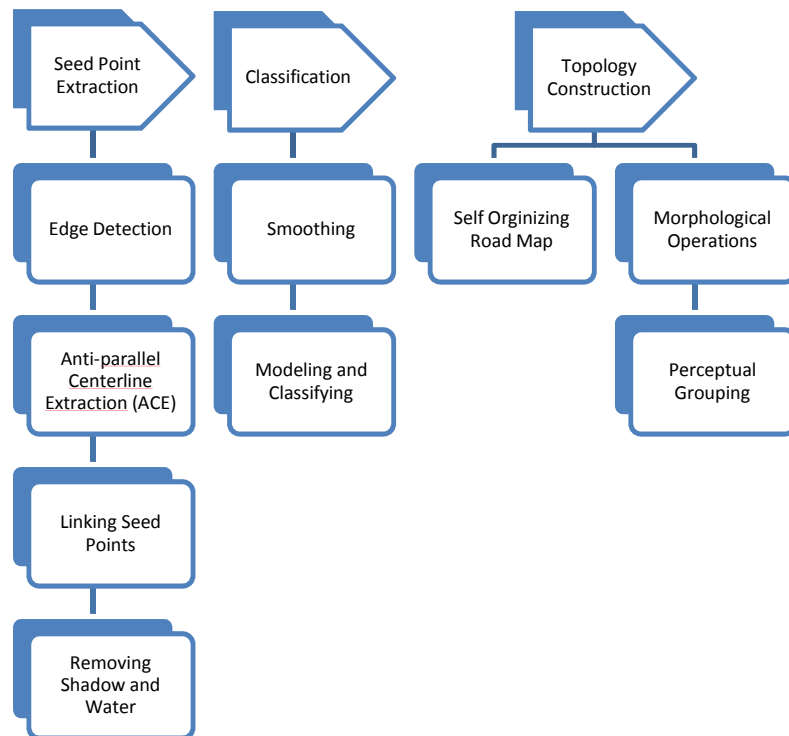 Seed Point
Extraction
Edge Detection
Anti-parallel
Centerline
Extraction (ACE)
Linking Seed
Points
Removing
Shadow and
Water
Classification
Smoothing
Modeling and
Classifying
Topology
Construction
Self Orginizing
Road Map
Morphological
Operations
Perceptual
Grouping